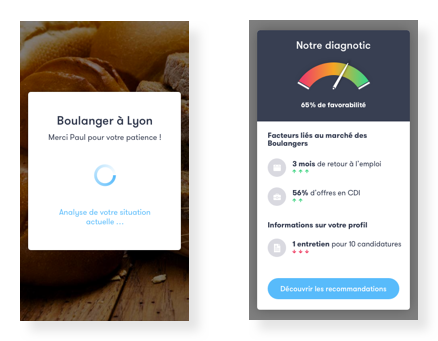 Boulanger à Lyon
Merci Paul pour votre patience !
Analyse de votre situation
actuelle ...
Notre diagnotic
65% de favorabilité
Facteurs liés au marché des
Boulangers
3 mois de retour à l'emploi
56% d'offres en CDI
Informations sur votre profil
1 entretien pour 10 candidatures
Découvrir les recommandations